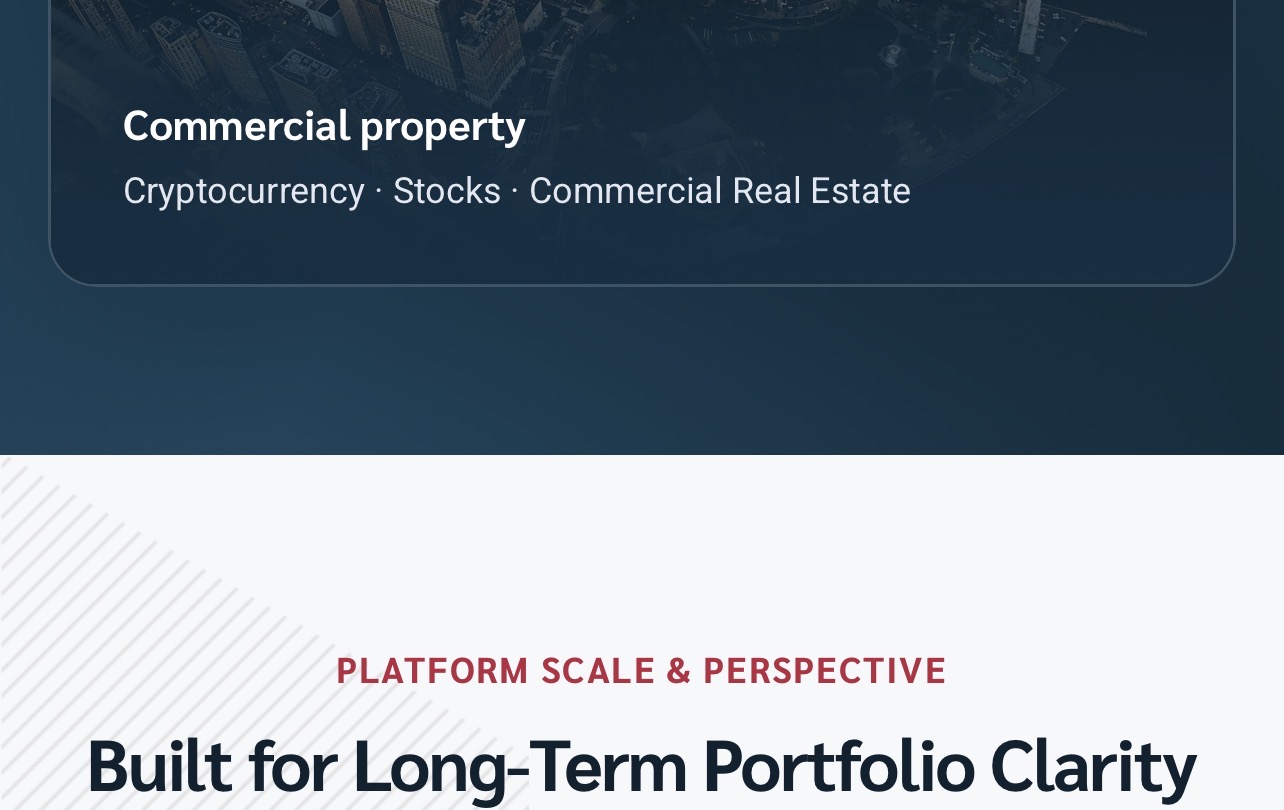 Commercial property
Cryptocurrency · Stocks · Commercial Real Estate
PLATFORM SCALE & PERSPECTIVE
Built for Long-Term Portfolio Clarity